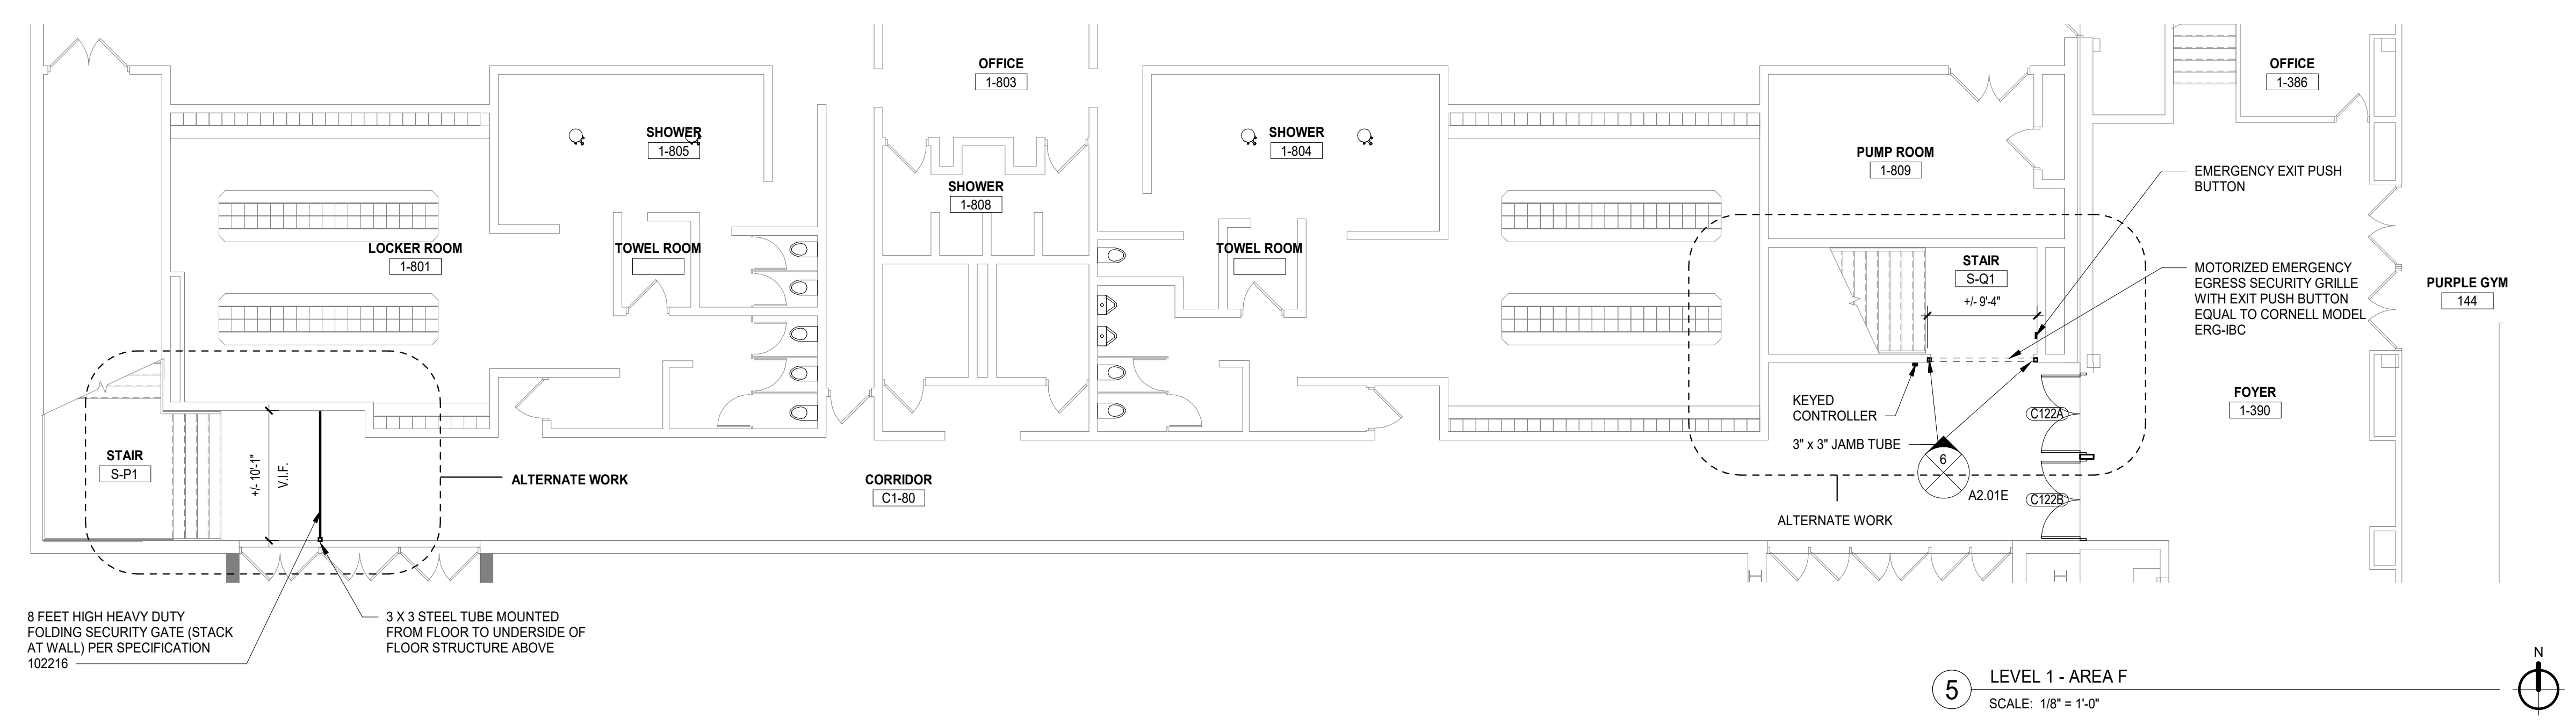 OFFICE
1-803
OFFICE
1-386
SHOWER
1-805
SHOWER
1-804
PUMP ROOM
1-809
EMERGENCY EXIT PUSH
BUTTON
SHOWER
1-808
LOCKER ROOM
1-801
TOWEL ROOM
TOWEL ROOM
STAIR
S-Q1
+/- 9'-4"
MOTORIZED EMERGENCY
EGRESS SECURITY GRILLE
WITH EXIT PUSH BUTTON
EQUAL TO CORNELL MODEL
ERG-IBC
PURPLE GYM
144
KEYED
CONTROLLER
C122A
FOYER
1-390
3" x 3" JAMB TUBE
6
A2.01E
C122B
STAIR
S-P1
+/- 10'-1"
V.I.F.
ALTERNATE WORK
CORRIDOR
C1-80
ALTERNATE WORK
8 FEET HIGH HEAVY DUTY
FOLDING SECURITY GATE (STACK
AT WALL) PER SPECIFICATION
102216
3 X 3 STEEL TUBE MOUNTED
FROM FLOOR TO UNDERSIDE OF
FLOOR STRUCTURE ABOVE
5
LEVEL 1 - AREA F
SCALE: 1/8" = 1'-0"
N